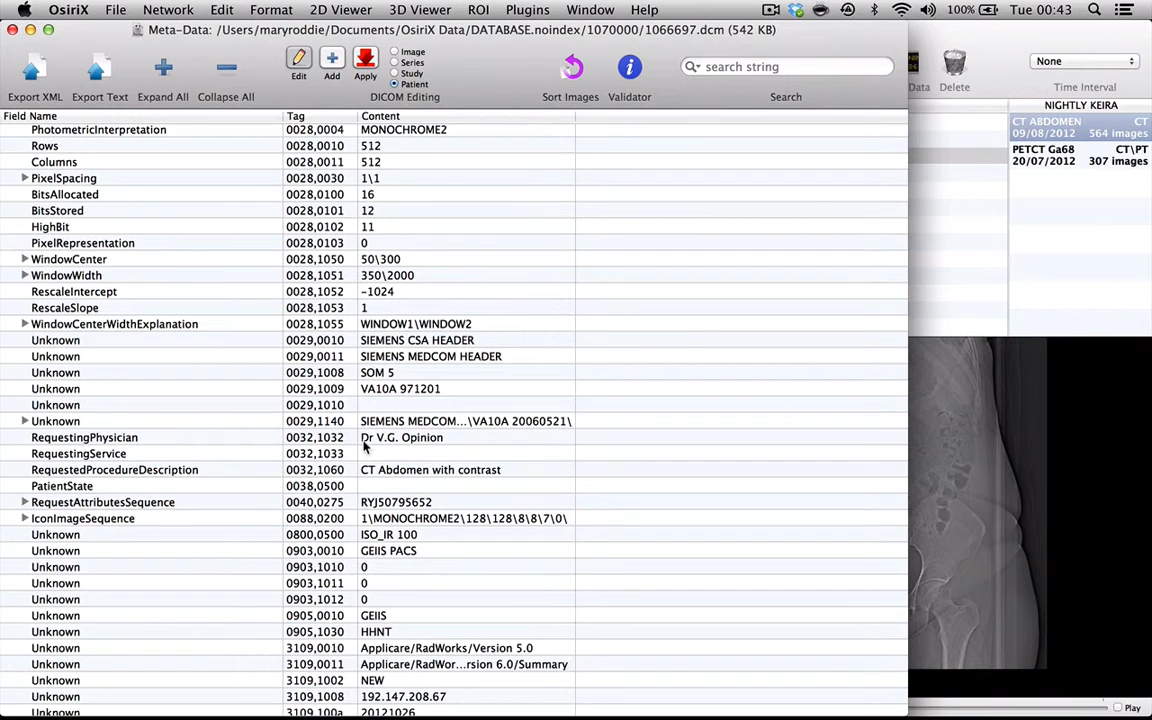 OsiriX File Network Edit Format 2D Viewer 3D Viewer ROI Plugins Window Help 100% Tue 00:43
Meta-Data: /Users/maryroddie/Documents/OsiriX Data/DATABASE.noindex/1070000/1066697.dcm (542 KB)
Image
Series
Study
Patient
search string
None
Edit Add Apply
Export XML Export Text Expand All Collapse All DICOM Editing Sort Images Validator Search
Data Delete Time Interval
Field Name Tag Content
NIGHTLY KEIRA
CT ABDOMEN CT
09/08/2012 564 images
PETCT Ga68 CT\PT
20/07/2012 307 images
PhotometricInterpretation 0028,0004 MONOCHROME2
Rows 0028,0010 512
Columns 0028,0011 512
PixelSpacing 0028,0030 1\1
BitsAllocated 0028,0100 16
BitsStored 0028,0101 12
HighBit 0028,0102 11
PixelRepresentation 0028,0103 0
WindowCenter 0028,1050 50\300
WindowWidth 0028,1051 350\2000
RescaleIntercept 0028,1052 -1024
RescaleSlope 0028,1053 1
WindowCenterWidthExplanation 0028,1055 WINDOW1\WINDOW2
Unknown 0029,0010 SIEMENS CSA HEADER
Unknown 0029,0011 SIEMENS MEDCOM HEADER
Unknown 0029,1008 SOM 5
Unknown 0029,1009 VA10A 971201
Unknown 0029,1010
Unknown 0029,1140 SIEMENS MEDCOM...\VA10A 20060521\
RequestingPhysician 0032,1032 Dr V.G. Opinion
RequestingService 0032,1033
RequestedProcedureDescription 0032,1060 CT Abdomen with contrast
PatientState 0038,0500
RequestAttributesSequence 0040,0275 RYJ50795652
IconImageSequence 0088,0200 1\MONOCHROME2\128\128\8\8\7\0\
Unknown 0800,0500 ISO_IR 100
Unknown 0903,0010 GEIIS PACS
Unknown 0903,1010 0
Unknown 0903,1011 0
Unknown 0903,1012 0
Unknown 0905,0010 GEIIS
Unknown 0905,1030 HHNT
Unknown 3109,0010 Applicare/RadWorks/Version 5.0
Unknown 3109,0011 Applicare/RadWor...rsion 6.0/Summary
Unknown 3109,1002 NEW
Unknown 3109,1008 192.147.208.67
Unknown 3109,100a 20121026
Play